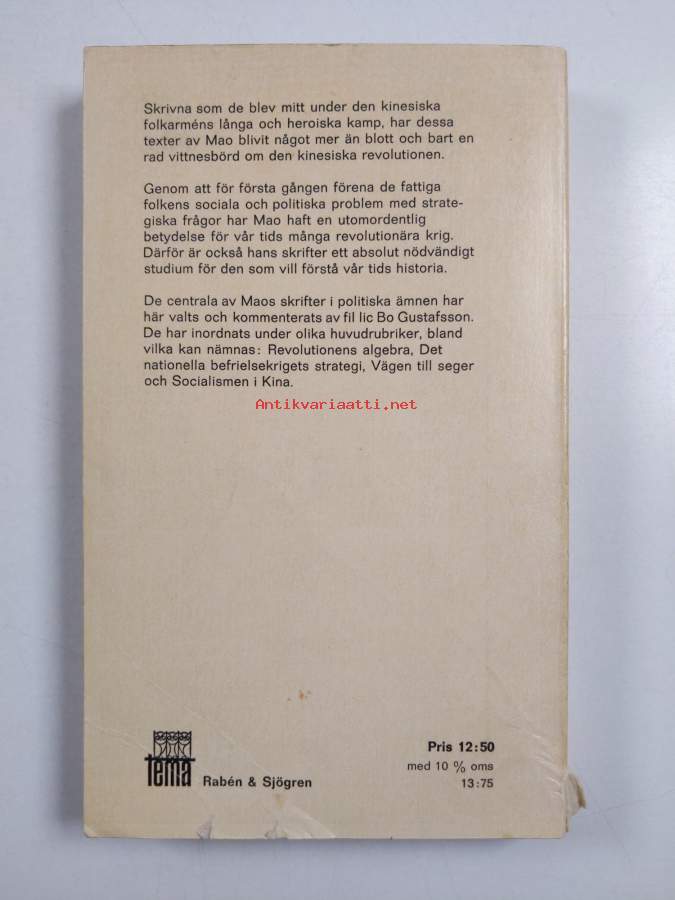 Skrivna som de blev mitt under den kinesiska
folkarméns långa och heroiska kamp, har dessa
texter av Mao blivit något mer än blott och bart en
rad vittnesbörd om den kinesiska revolutionen.
Genom att för första gången förena de fattiga
folkens sociala och politiska problem med strate-
giska frågor har Mao haft en utomordentlig
betydelse för vår tids många revolutionära krig.
Därför är också hans skrifter ett absolut nödvändigt
studium för den som vill förstå vår tids historia.
De centrala av Maos skrifter i politiska ämnen har
här valts och kommenterats av fil lic Bo Gustafsson.
De har inordnats under olika huvudrubriker, bland
vilka kan nämnas: Revolutionens algebra, Det
nationella befrielsekrigets strategi, Vägen till seger
och Socialismen i Kina.
Antikvariaatti.net
tema Rabén & Sjögren
Pris 12:50
med 10 % oms
13:75